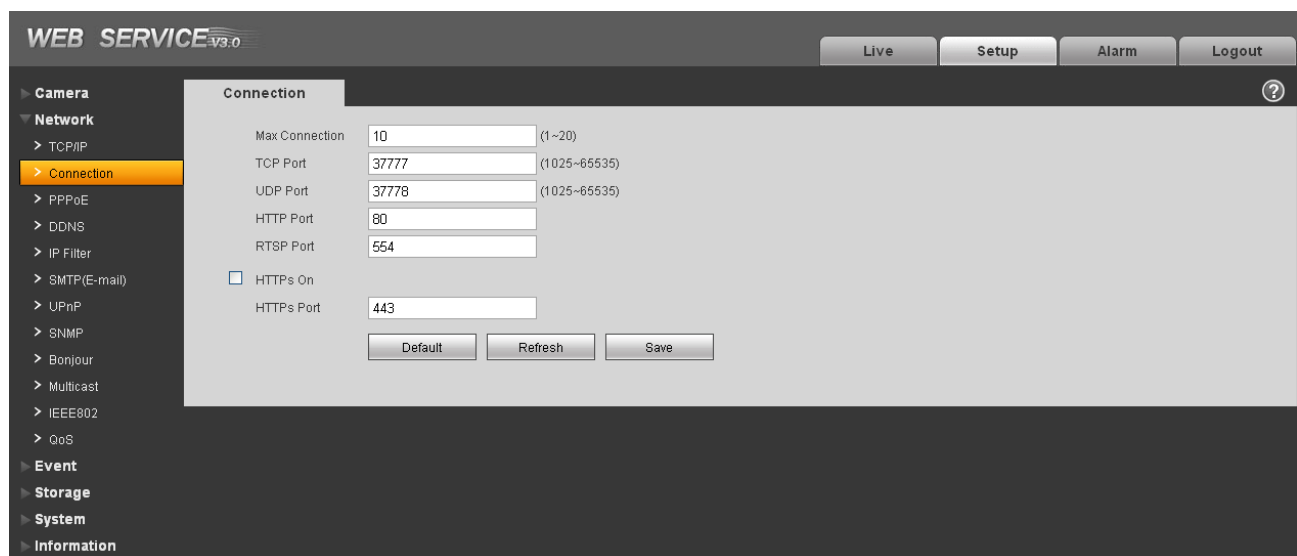 WEB SERVICE V3.0
Live Setup Alarm Logout
Camera
Network
TCP/IP
Connection
PPPoE
DDNS
IP Filter
SMTP(E-mail)
UPnP
SNMP
Bonjour
Multicast
IEEE802
QoS
Event
Storage
System
Information
Connection
?
Max Connection 10 (1~20)
TCP Port 37777 (1025~65535)
UDP Port 37778 (1025~65535)
HTTP Port 80
RTSP Port 554
HTTPs On
HTTPs Port 443
Default Refresh Save